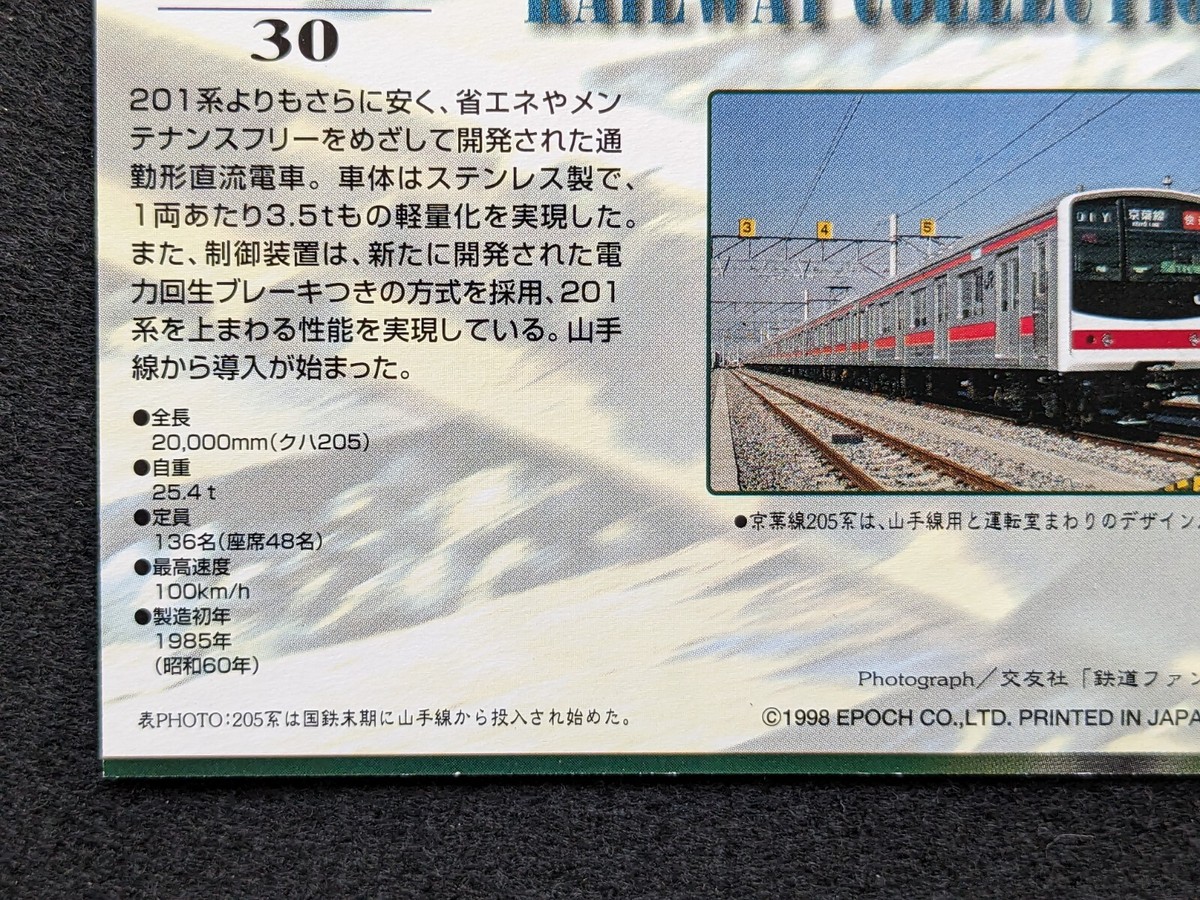 30
RAILWAY COLLECTIO
201系よりもさらに安く、省エネやメン
テナンスフリーをめざして開発された通
勤形直流電車。車体はステンレス製で、
1両あたり3.5tもの軽量化を実現した。
また、制御装置は、新たに開発された電
力回生ブレーキつきの方式を採用、201
系を上まわる性能を実現している。山手
線から導入が始まった。
●全長
20,000mm(クハ205)
●自重
25.4t
●定員
136名(座席48名)
●最高速度
100km/h
●製造初年
1985年
(昭和60年)
表PHOTO:205系は国鉄末期に山手線から投入され始めた。
3
4
5
京葉線
JR
●京葉線205系は、山手線用と運転室まわりのデザイン
Photograph/交友社「鉄道ファン
©1998 EPOCH CO.,LTD. PRINTED IN JAPA